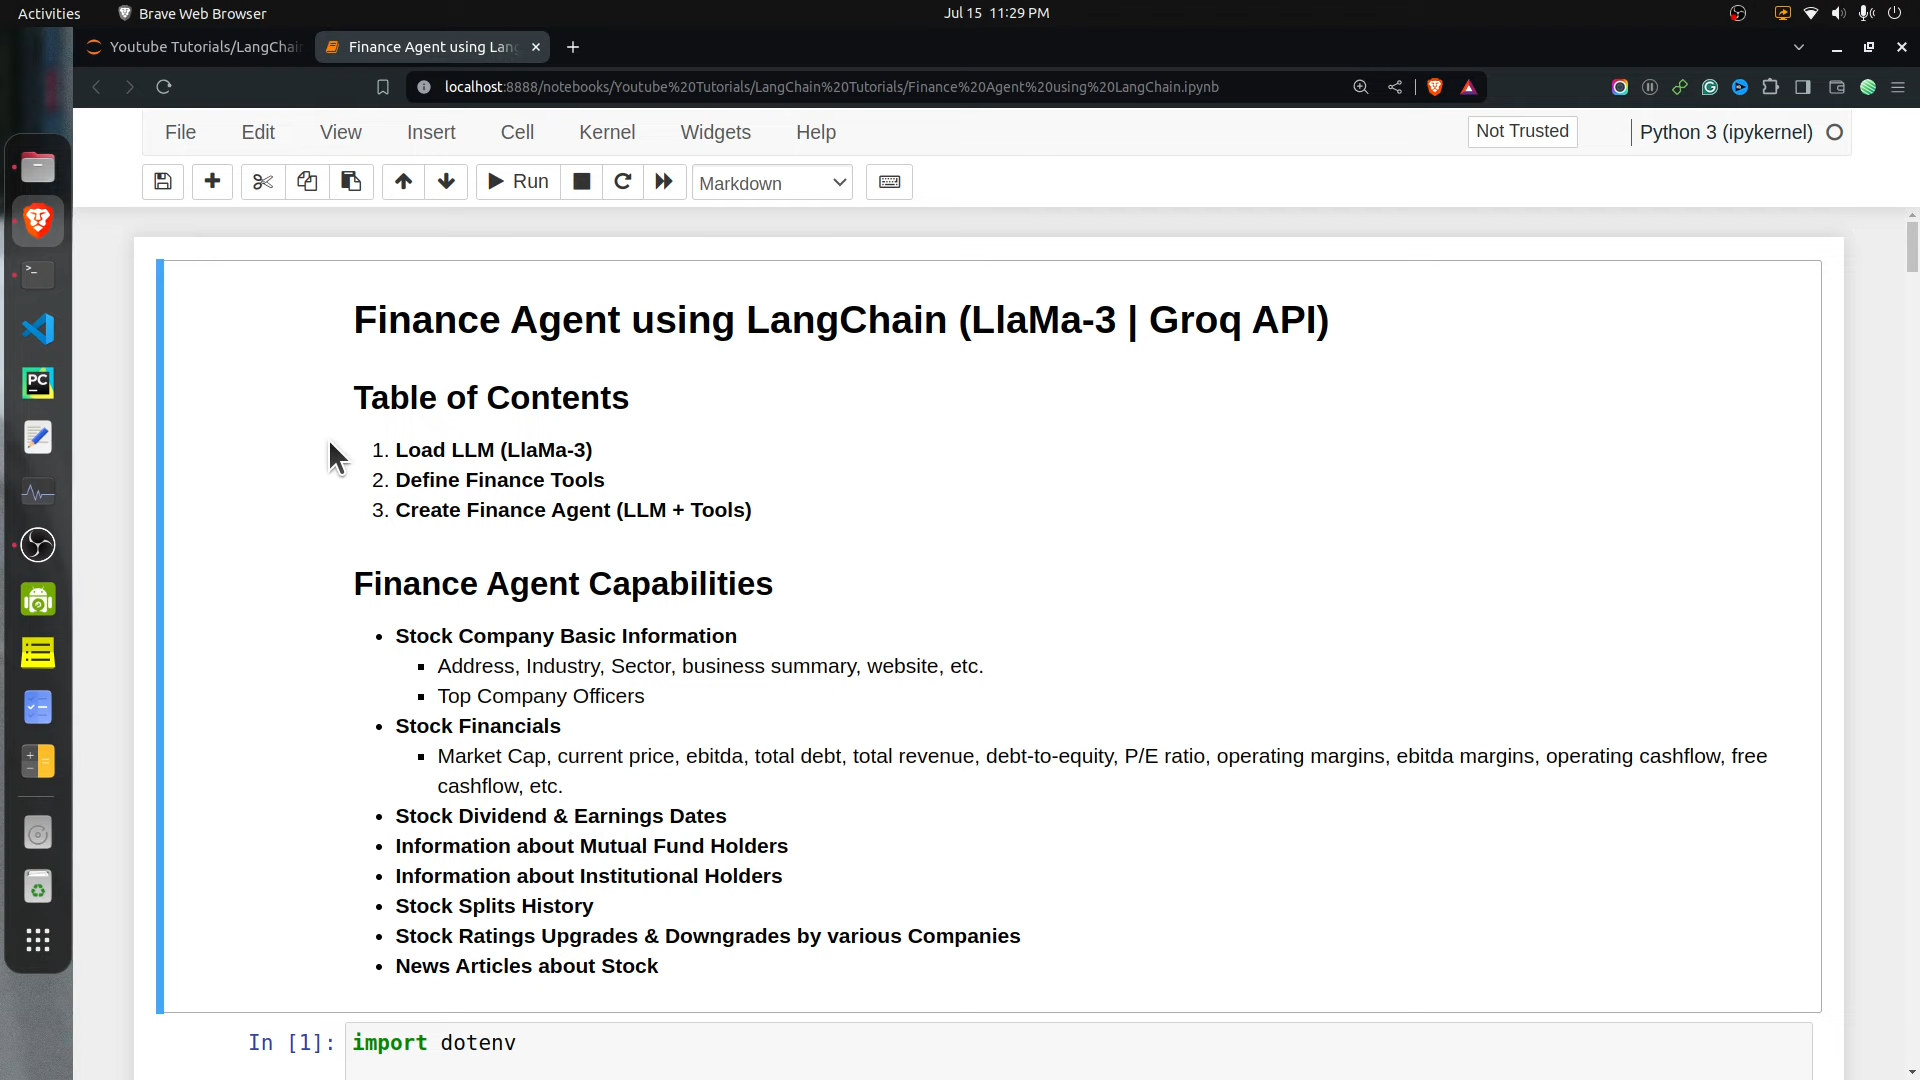 Activities Brave Web Browser Jul 15 11:29 PM
Youtube Tutorials/LangChain Finance Agent using Lang
localhost:8888/notebooks/Youtube%20Tutorials/LangChain%20Tutorials/Finance%20Agent%20using%20LangChain.ipynb
File Edit View Insert Cell Kernel Widgets Help Not Trusted Python 3 (ipykernel)
Run Markdown
Finance Agent using LangChain (LlaMa-3 | Groq API)
Table of Contents
1. Load LLM (LlaMa-3)
2. Define Finance Tools
3. Create Finance Agent (LLM + Tools)
Finance Agent Capabilities
• Stock Company Basic Information
▪ Address, Industry, Sector, business summary, website, etc.
▪ Top Company Officers
• Stock Financials
▪ Market Cap, current price, ebitda, total debt, total revenue, debt-to-equity, P/E ratio, operating margins, ebitda margins, operating cashflow, free
cashflow, etc.
• Stock Dividend & Earnings Dates
• Information about Mutual Fund Holders
• Information about Institutional Holders
• Stock Splits History
• Stock Ratings Upgrades & Downgrades by various Companies
• News Articles about Stock
In [1]: import dotenv
PC